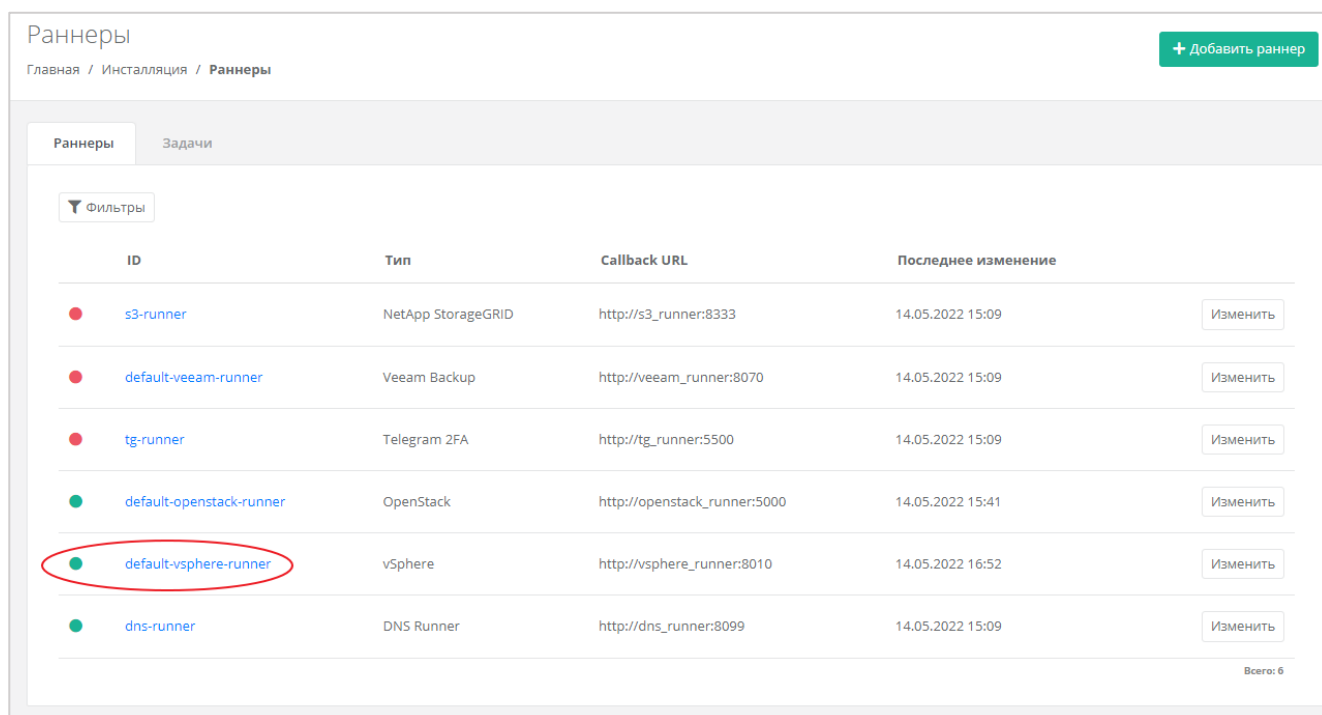 Раннеры
+ Добавить раннер
Главная / Инсталляция / Раннеры
Раннеры Задачи
Фильтры
ID Тип Callback URL Последнее изменение
s3-runner NetApp StorageGRID http://s3_runner:8333 14.05.2022 15:09 Изменить
default-veeam-runner Veeam Backup http://veeam_runner:8070 14.05.2022 15:09 Изменить
tg-runner Telegram 2FA http://tg_runner:5500 14.05.2022 15:09 Изменить
default-openstack-runner OpenStack http://openstack_runner:5000 14.05.2022 15:41 Изменить
default-vsphere-runner vSphere http://vsphere_runner:8010 14.05.2022 16:52 Изменить
dns-runner DNS Runner http://dns_runner:8099 14.05.2022 15:09 Изменить
Всего: 6